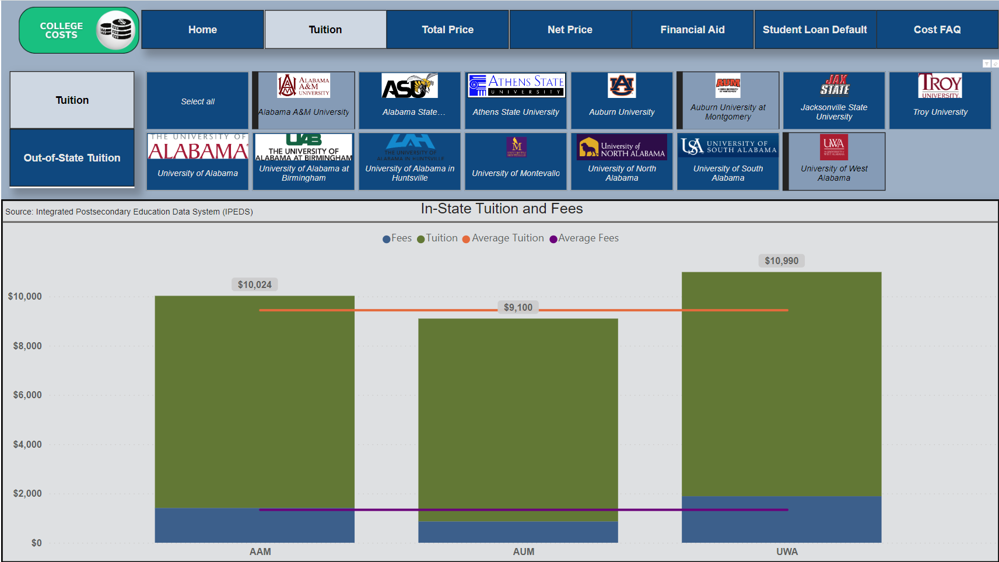 COLLEGE
COSTS
Home
Tuition
Total Price
Net Price
Financial Aid
Student Loan Default
Cost FAQ
Tuition
Out-of-State Tuition
Select all
ALABAMA
A&M
UNIVERSITY
Alabama A&M University
ASU
Alabama State…
ATHENS STATE
UNIVERSITY
Athens State University
Auburn University
AUM
Auburn University at
Montgomery
JAX
STATE
Jacksonville State
University
TROY
UNIVERSITY
Troy University
THE UNIVERSITY OF
ALABAMA
University of Alabama
UAB
THE UNIVERSITY OF
ALABAMA AT BIRMINGHAM
University of Alabama at
Birmingham
UAH
THE UNIVERSITY OF
ALABAMA IN HUNTSVILLE
University of Alabama in
Huntsville
M
University of Montevallo
University of
NORTH ALABAMA
University of North
Alabama
USA
UNIVERSITY OF
SOUTH ALABAMA
University of South
Alabama
UWA
University of West
Alabama
Source: Integrated Postsecondary Education Data System (IPEDS)
In-State Tuition and Fees
Fees
Tuition
Average Tuition
Average Fees
$10,990
$10,024
$9,100
$10,000
$8,000
$6,000
$4,000
$2,000
$0
AAM
AUM
UWA